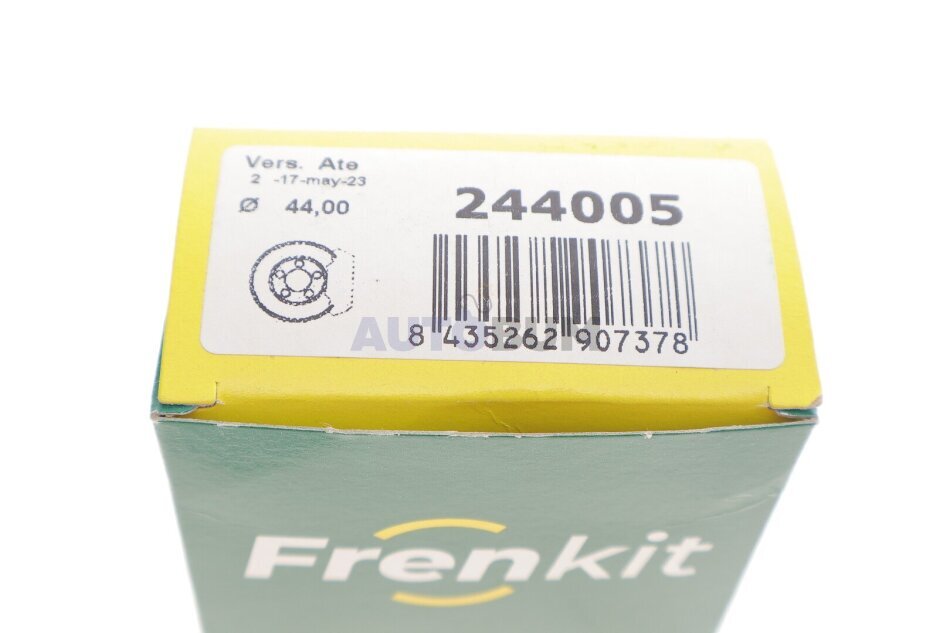 Vers. Ate
2 -17-may-23
Ø 44,00
244005
8 435262 907378
Frenkit